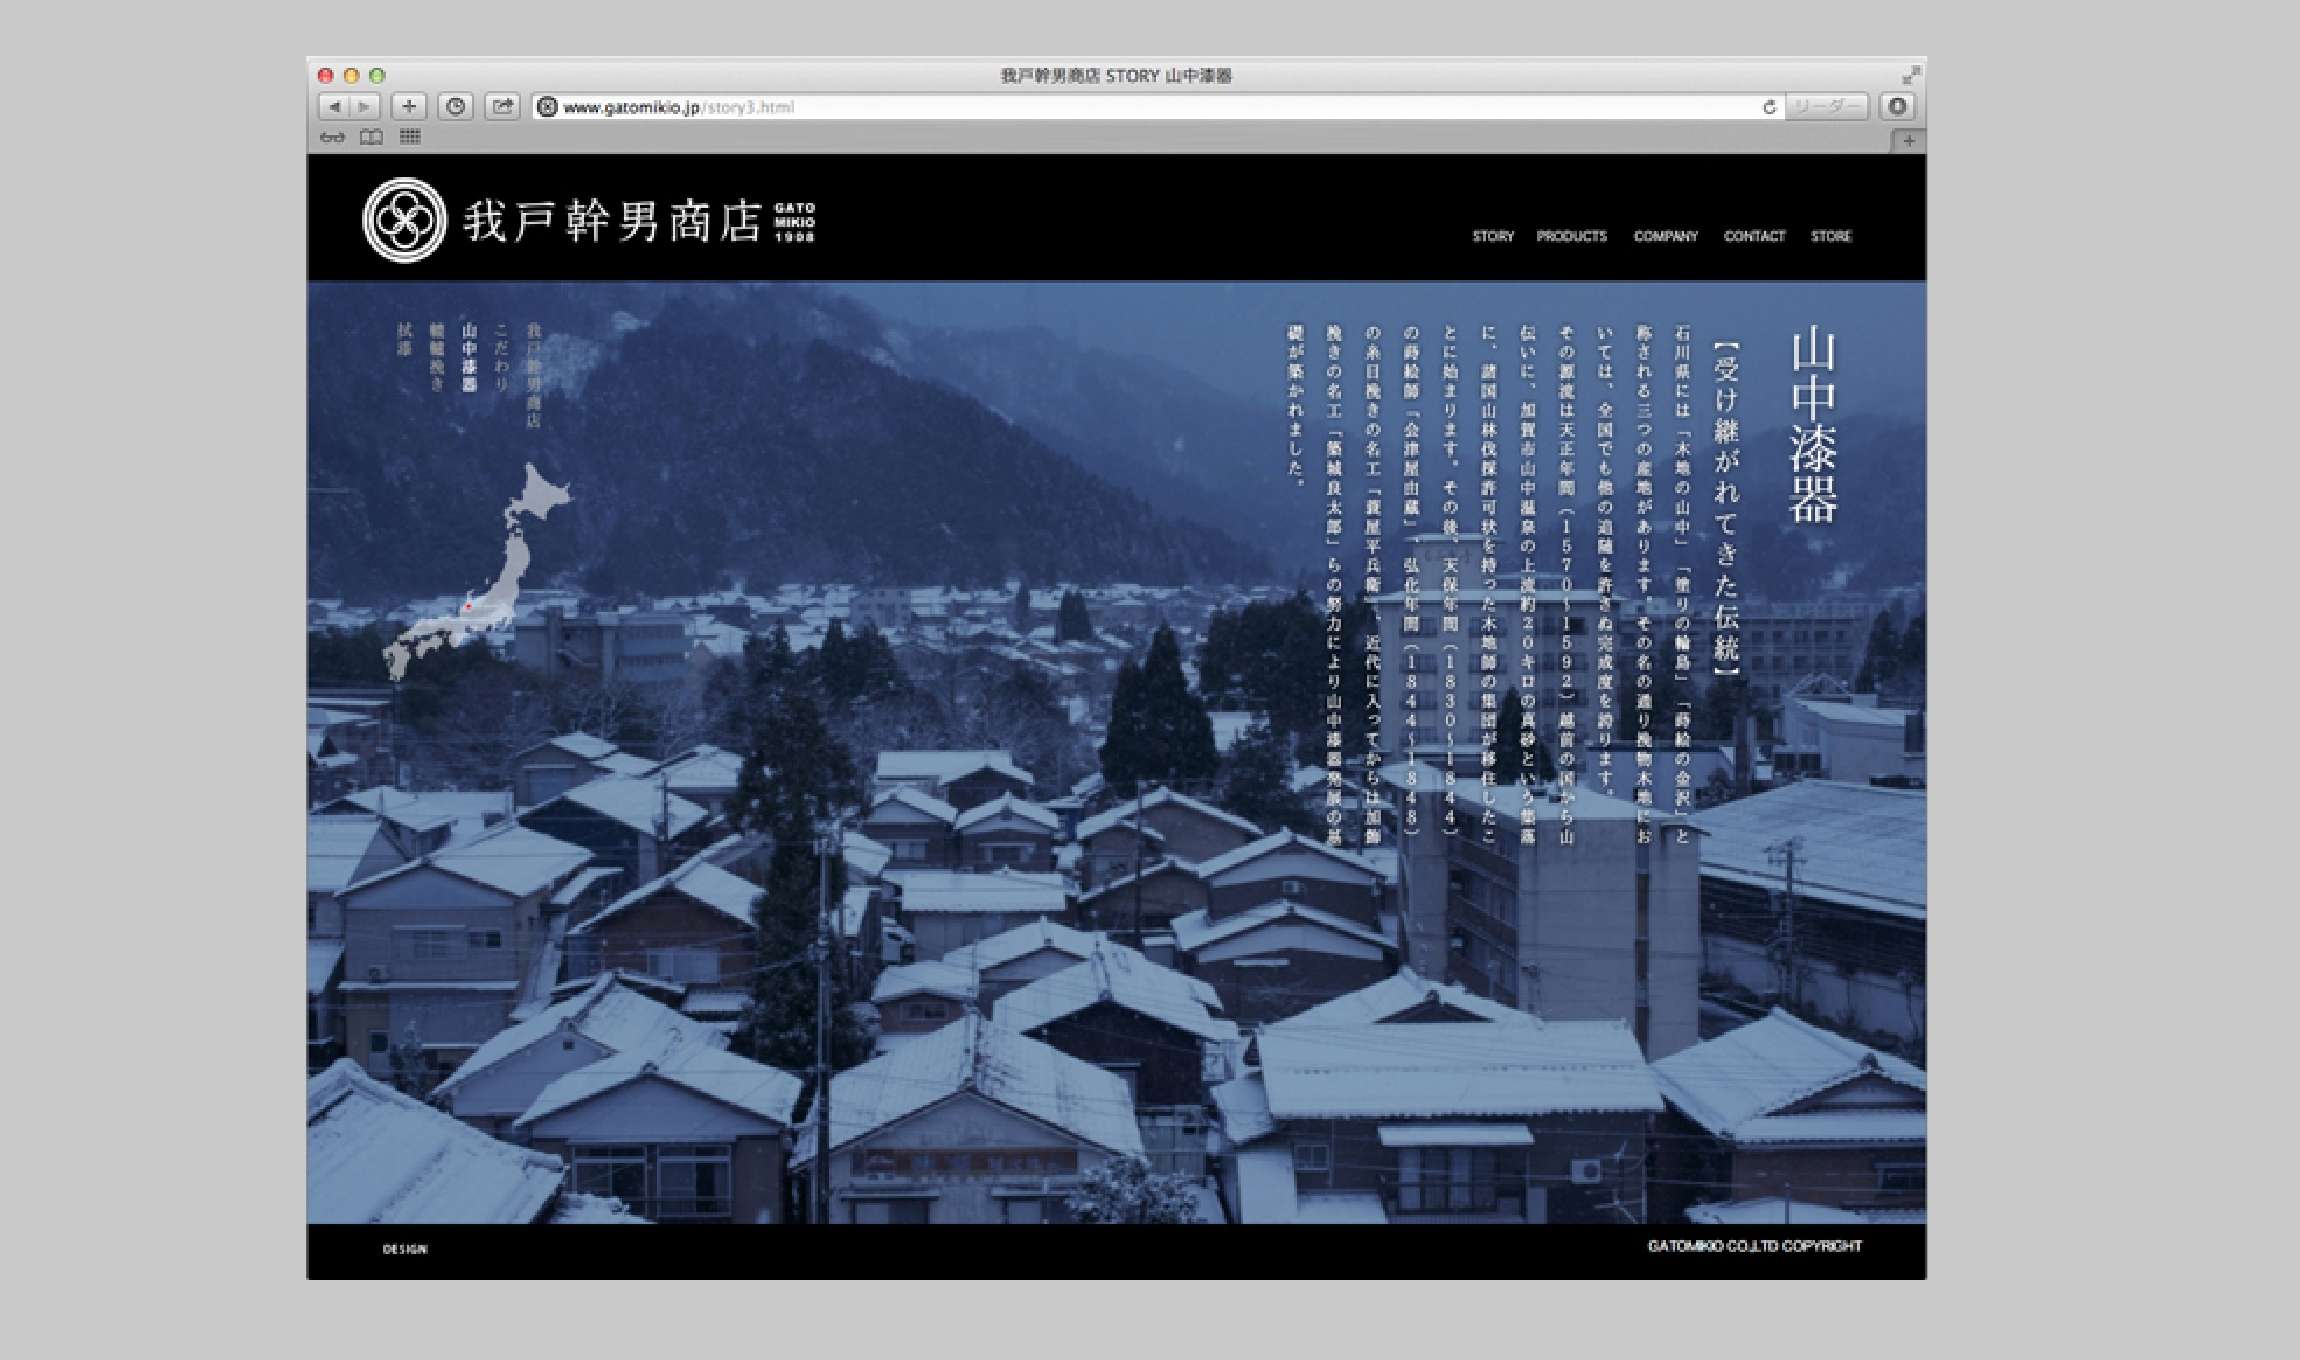 我戸幹男商店 STORY 山中漆器
www.gatomikio.jp/story3.html
リーダー
我戸幹男商店
GATO
MIKIO
1908
STORY
PRODUCTS
COMPANY
CONTACT
STORE
山中漆器
【受け継がれてきた伝統】
石川県には「木地の山中」「塗りの輪島」「蒔絵の金沢」と
称される三つの産地があります。その名の通り挽物木地にお
いては、全国でも他の追随を許さぬ完成度を誇ります。
その源流は天正年間(1570~1592)越前の国から山
伝いに、加賀市山中温泉の上流約20キロの真砂という集落
に、諸国山林伐採許可状を持った木地師の集団が移住したこ
とに始まります。その後、天保年間(1830~1844)
の蒔絵師「会津屋由蔵」、弘化年間(1844~1848)
の糸目挽きの名工「蓑屋平兵衛」、近代に入ってからは加飾
挽きの名工「築城良太郎」らの努力により山中漆器発展の基
礎が築かれました。
我戸幹男商店
こだわり
山中漆器
轆轤挽き
拭漆
DESIGN
GATOMIKIO CO.,LTD COPYRIGHT